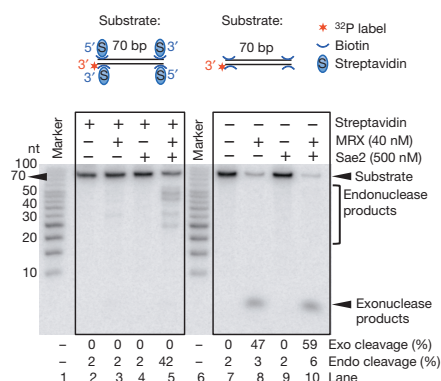 Substrate:
Substrate:
³²P label
Biotin
S Streptavidin
5′ S 70 bp S 3′
70 bp
3′
3′
3′ S S 5′
Marker + + + + Marker – – – – Streptavidin
– + – + – + – + MRX (40 nM)
– – + + – – + + Sae2 (500 nM)
nt
100
70 Substrate
50
40
30
20
10
Endonuclease
products
Exonuclease
products
– 0 0 0 0 – 0 47 0 59 Exo cleavage (%)
– 2 2 2 42 – 2 3 2 6 Endo cleavage (%)
1 2 3 4 5 6 7 8 9 10 Lane